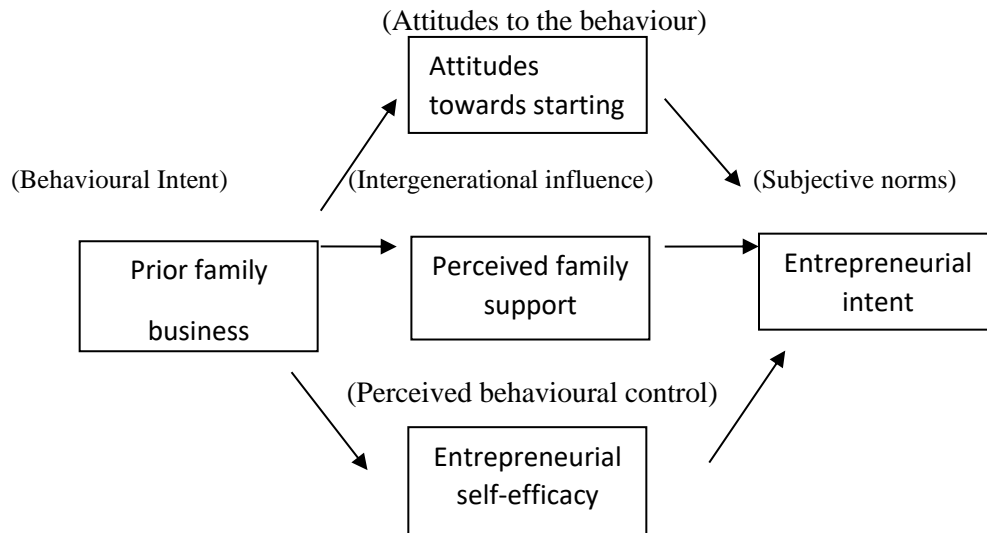 (Attitudes to the behaviour)
Attitudes
towards starting
(Behavioural Intent)
(Intergenerational influence)
(Subjective norms)
Prior family
business
Perceived family
support
Entrepreneurial
intent
(Perceived behavioural control)
Entrepreneurial
self-efficacy